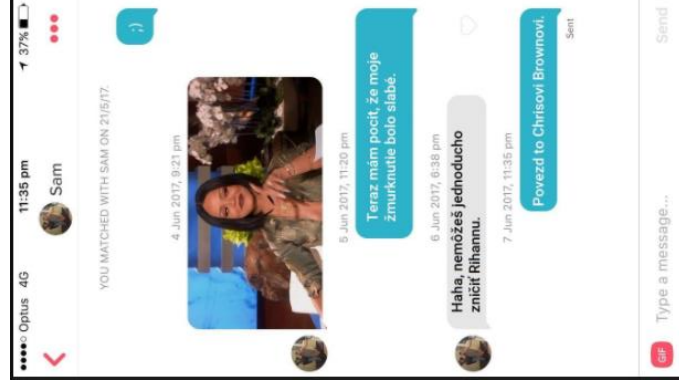 Optus 4G 11:35 pm 37%
Sam
YOU MATCHED WITH SAM ON 21/5/17.
;)
4 Jun 2017, 9:21 pm
5 Jun 2017, 11:20 pm
Teraz mám pocit, že moje
žmurknutie bolo slabé.
6 Jun 2017, 6:38 pm
Haha, nemôžeš jednoducho
zničiť Rihannu.
7 Jun 2017, 11:35 pm
Povezd to Chrisovi Brownovi.
Sent
GIF Type a message... Send